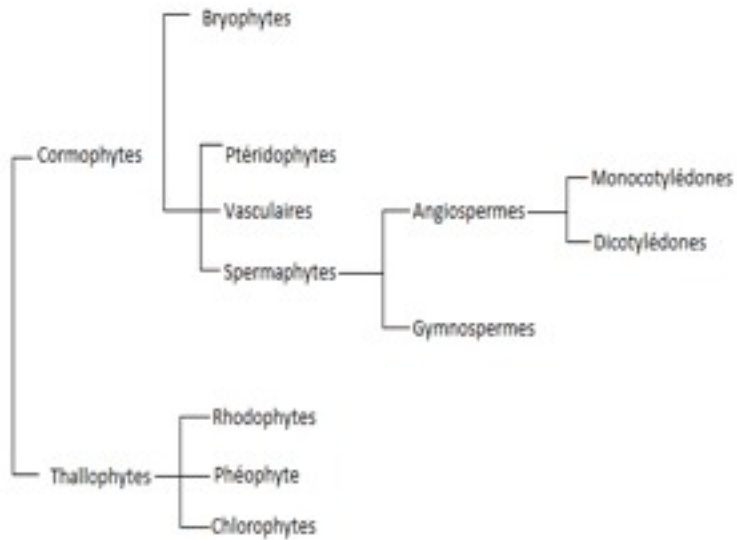 Bryophytes
Cormophytes
Ptéridophytes
Vasculaires
Spermaphytes
Angiospermes
Monocotylédones
Dicotylédones
Gymnospermes
Thallophytes
Rhodophytes
Phéophyte
Chlorophytes